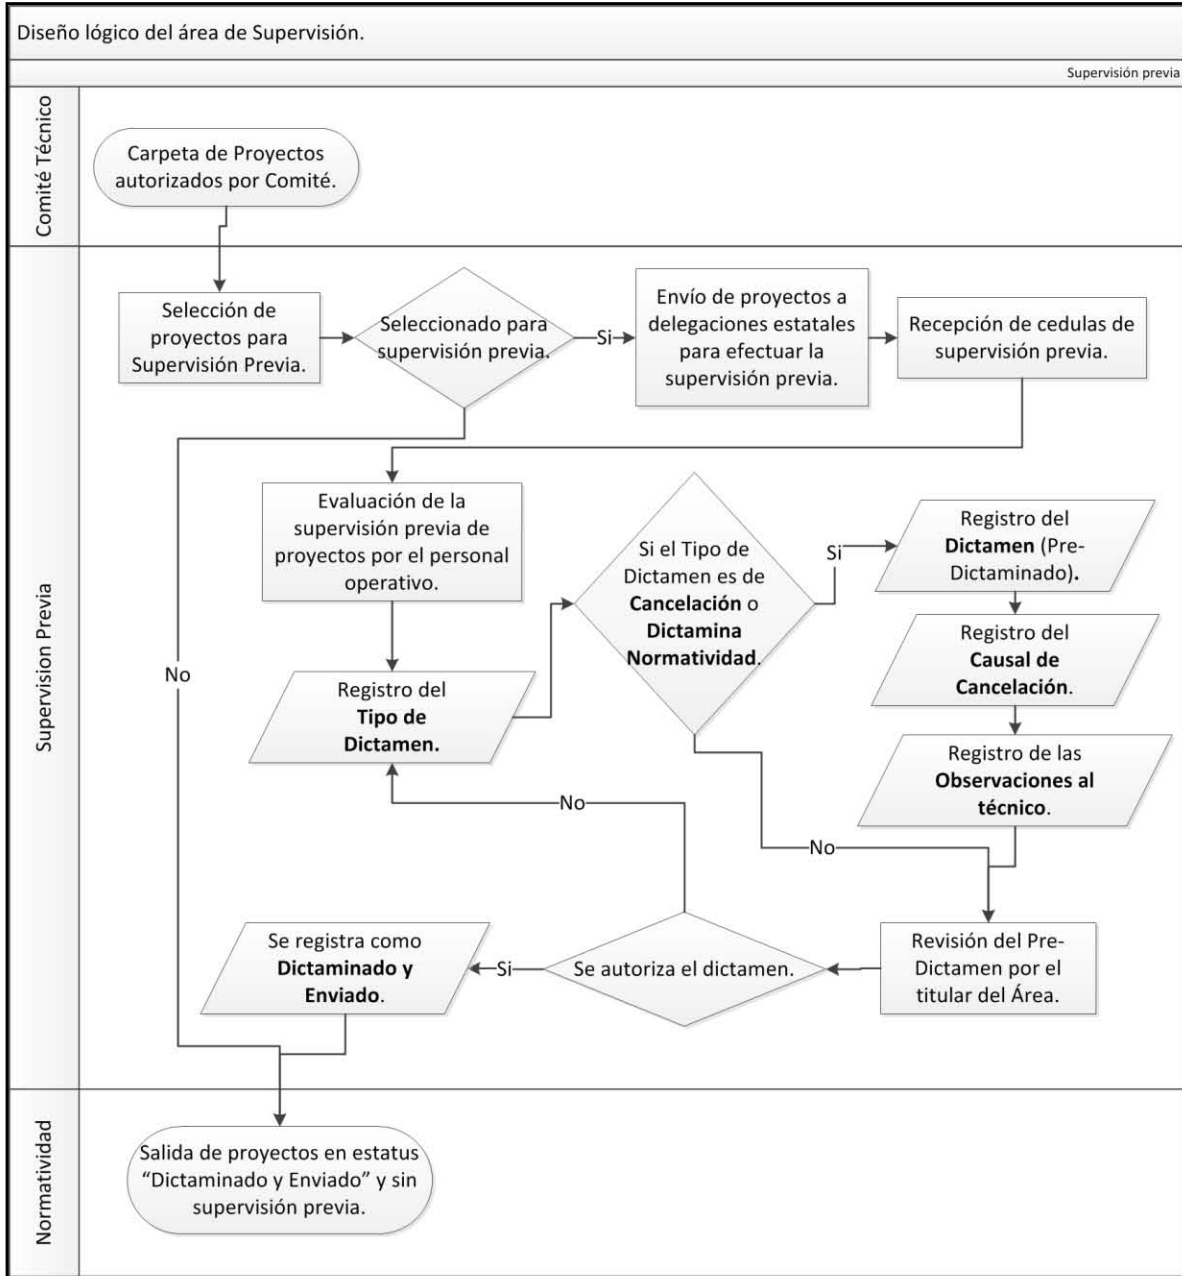 Diseño lógico del área de Supervisión.
Supervisión previa
Comité Técnico
Carpeta de Proyectos
autorizados por Comité.
Supervision Previa
Selección de
proyectos para
Supervisión Previa.
Seleccionado para
supervisión previa.
Si
Envío de proyectos a
delegaciones estatales
para efectuar la
supervisión previa.
Recepción de cedulas de
supervisión previa.
No
Evaluación de la
supervisión previa de
proyectos por el personal
operativo.
Registro del
Tipo de
Dictamen.
Si el Tipo de
Dictamen es de
Cancelación o
Dictamina
Normatividad.
Si
Registro del
Dictamen (Pre-
Dictaminado).
Registro del
Causal de
Cancelación.
Registro de las
Observaciones al
técnico.
No
No
Revisión del Pre-
Dictamen por el
titular del Área.
Se autoriza el dictamen.
Si
Se registra como
Dictaminado y
Enviado.
Normatividad
Salida de proyectos en estatus
“Dictaminado y Enviado” y sin
supervisión previa.